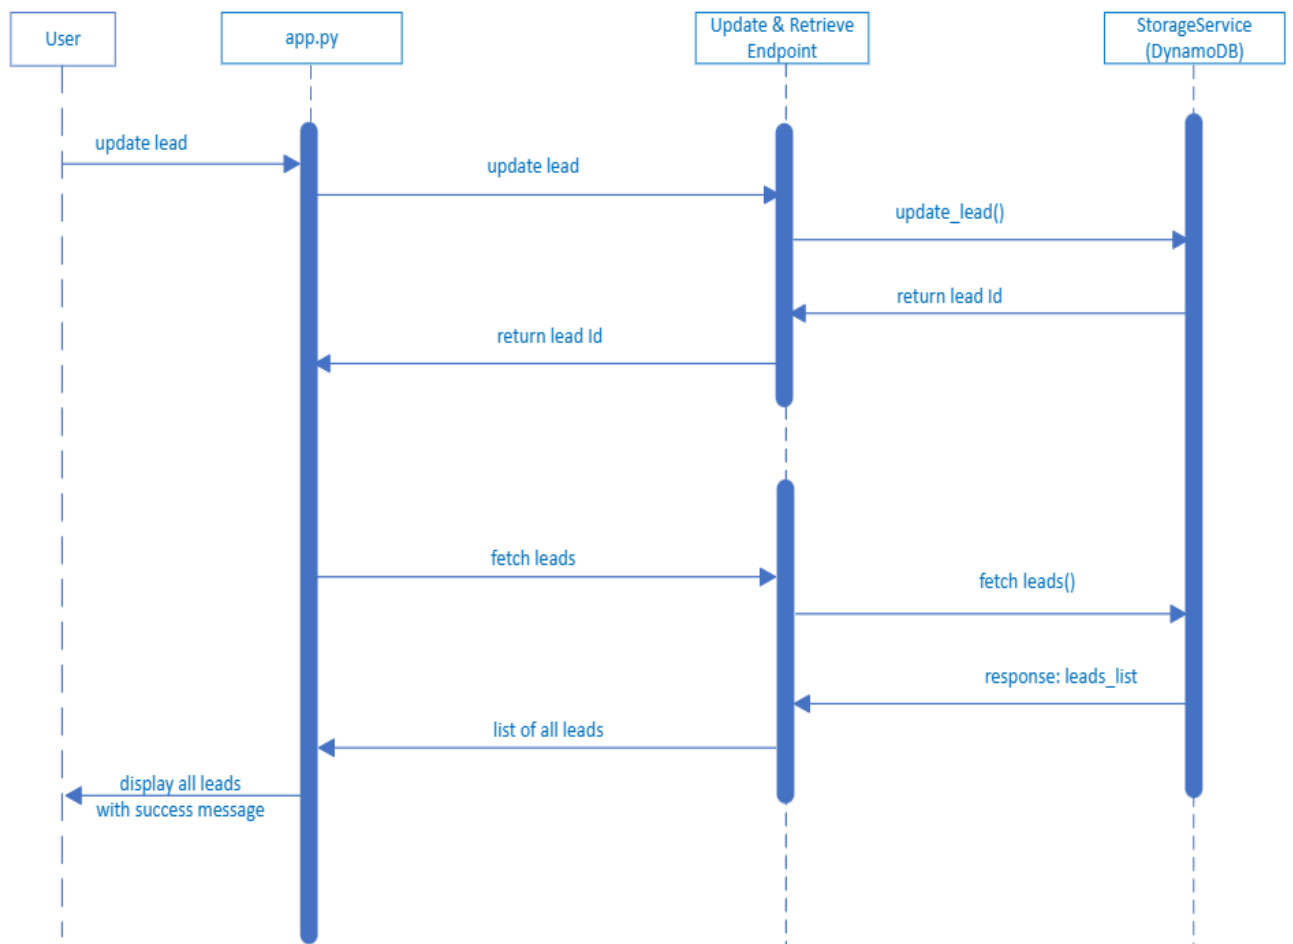 User
app.py
Update & Retrieve
Endpoint
StorageService
(DynamoDB)
update lead
update lead
update_lead()
return lead Id
return lead Id
fetch leads
fetch leads()
response: leads_list
list of all leads
display all leads
with success message